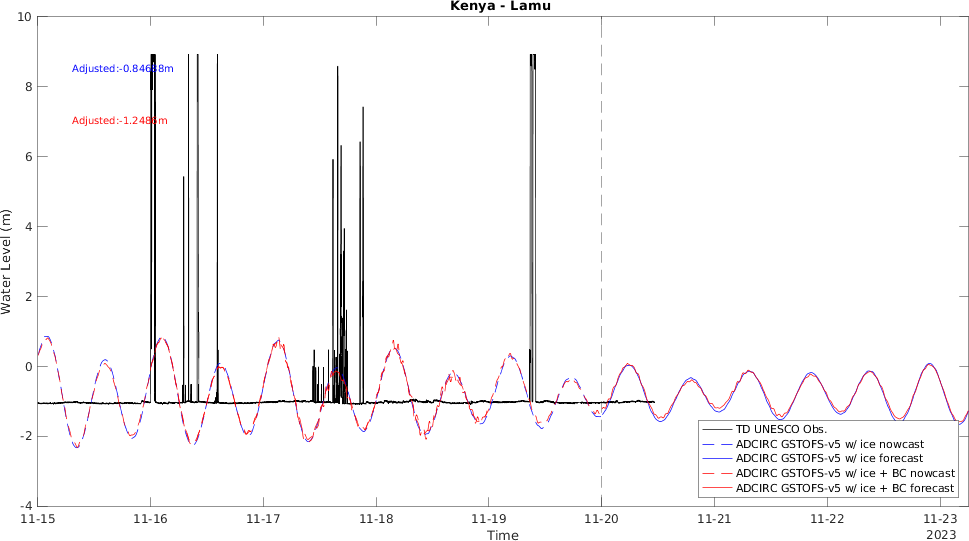 Kenya - Lamu
10
8
6
4
2
0
-2
-4
Water Level (m)
Adjusted:-0.84688m
Adjusted:-1.2486m
11-15
11-16
11-17
11-18
11-19
11-20
11-21
11-22
11-23
2023
Time
TD UNESCO Obs.
ADCIRC GSTOFS-v5 w/ ice nowcast
ADCIRC GSTOFS-v5 w/ ice forecast
ADCIRC GSTOFS-v5 w/ ice + BC nowcast
ADCIRC GSTOFS-v5 w/ ice + BC forecast